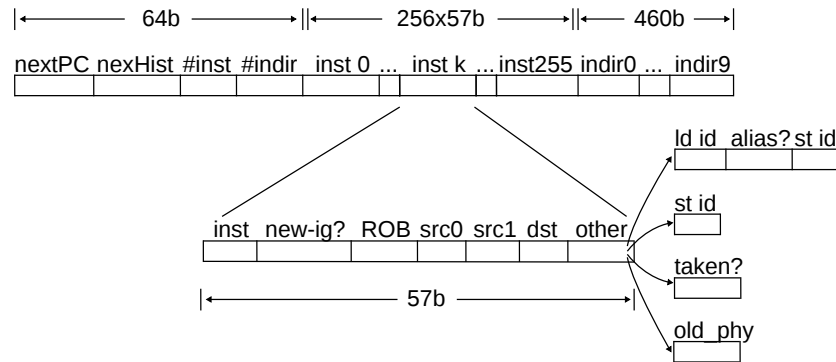 64b 256x57b 460b
nextPC nexHist #inst #indir inst 0 ... inst k ... inst255 indir0 ... indir9
ld id alias? st id
st id
inst new-ig? ROB src0 src1 dst other
taken?
57b
old_phy